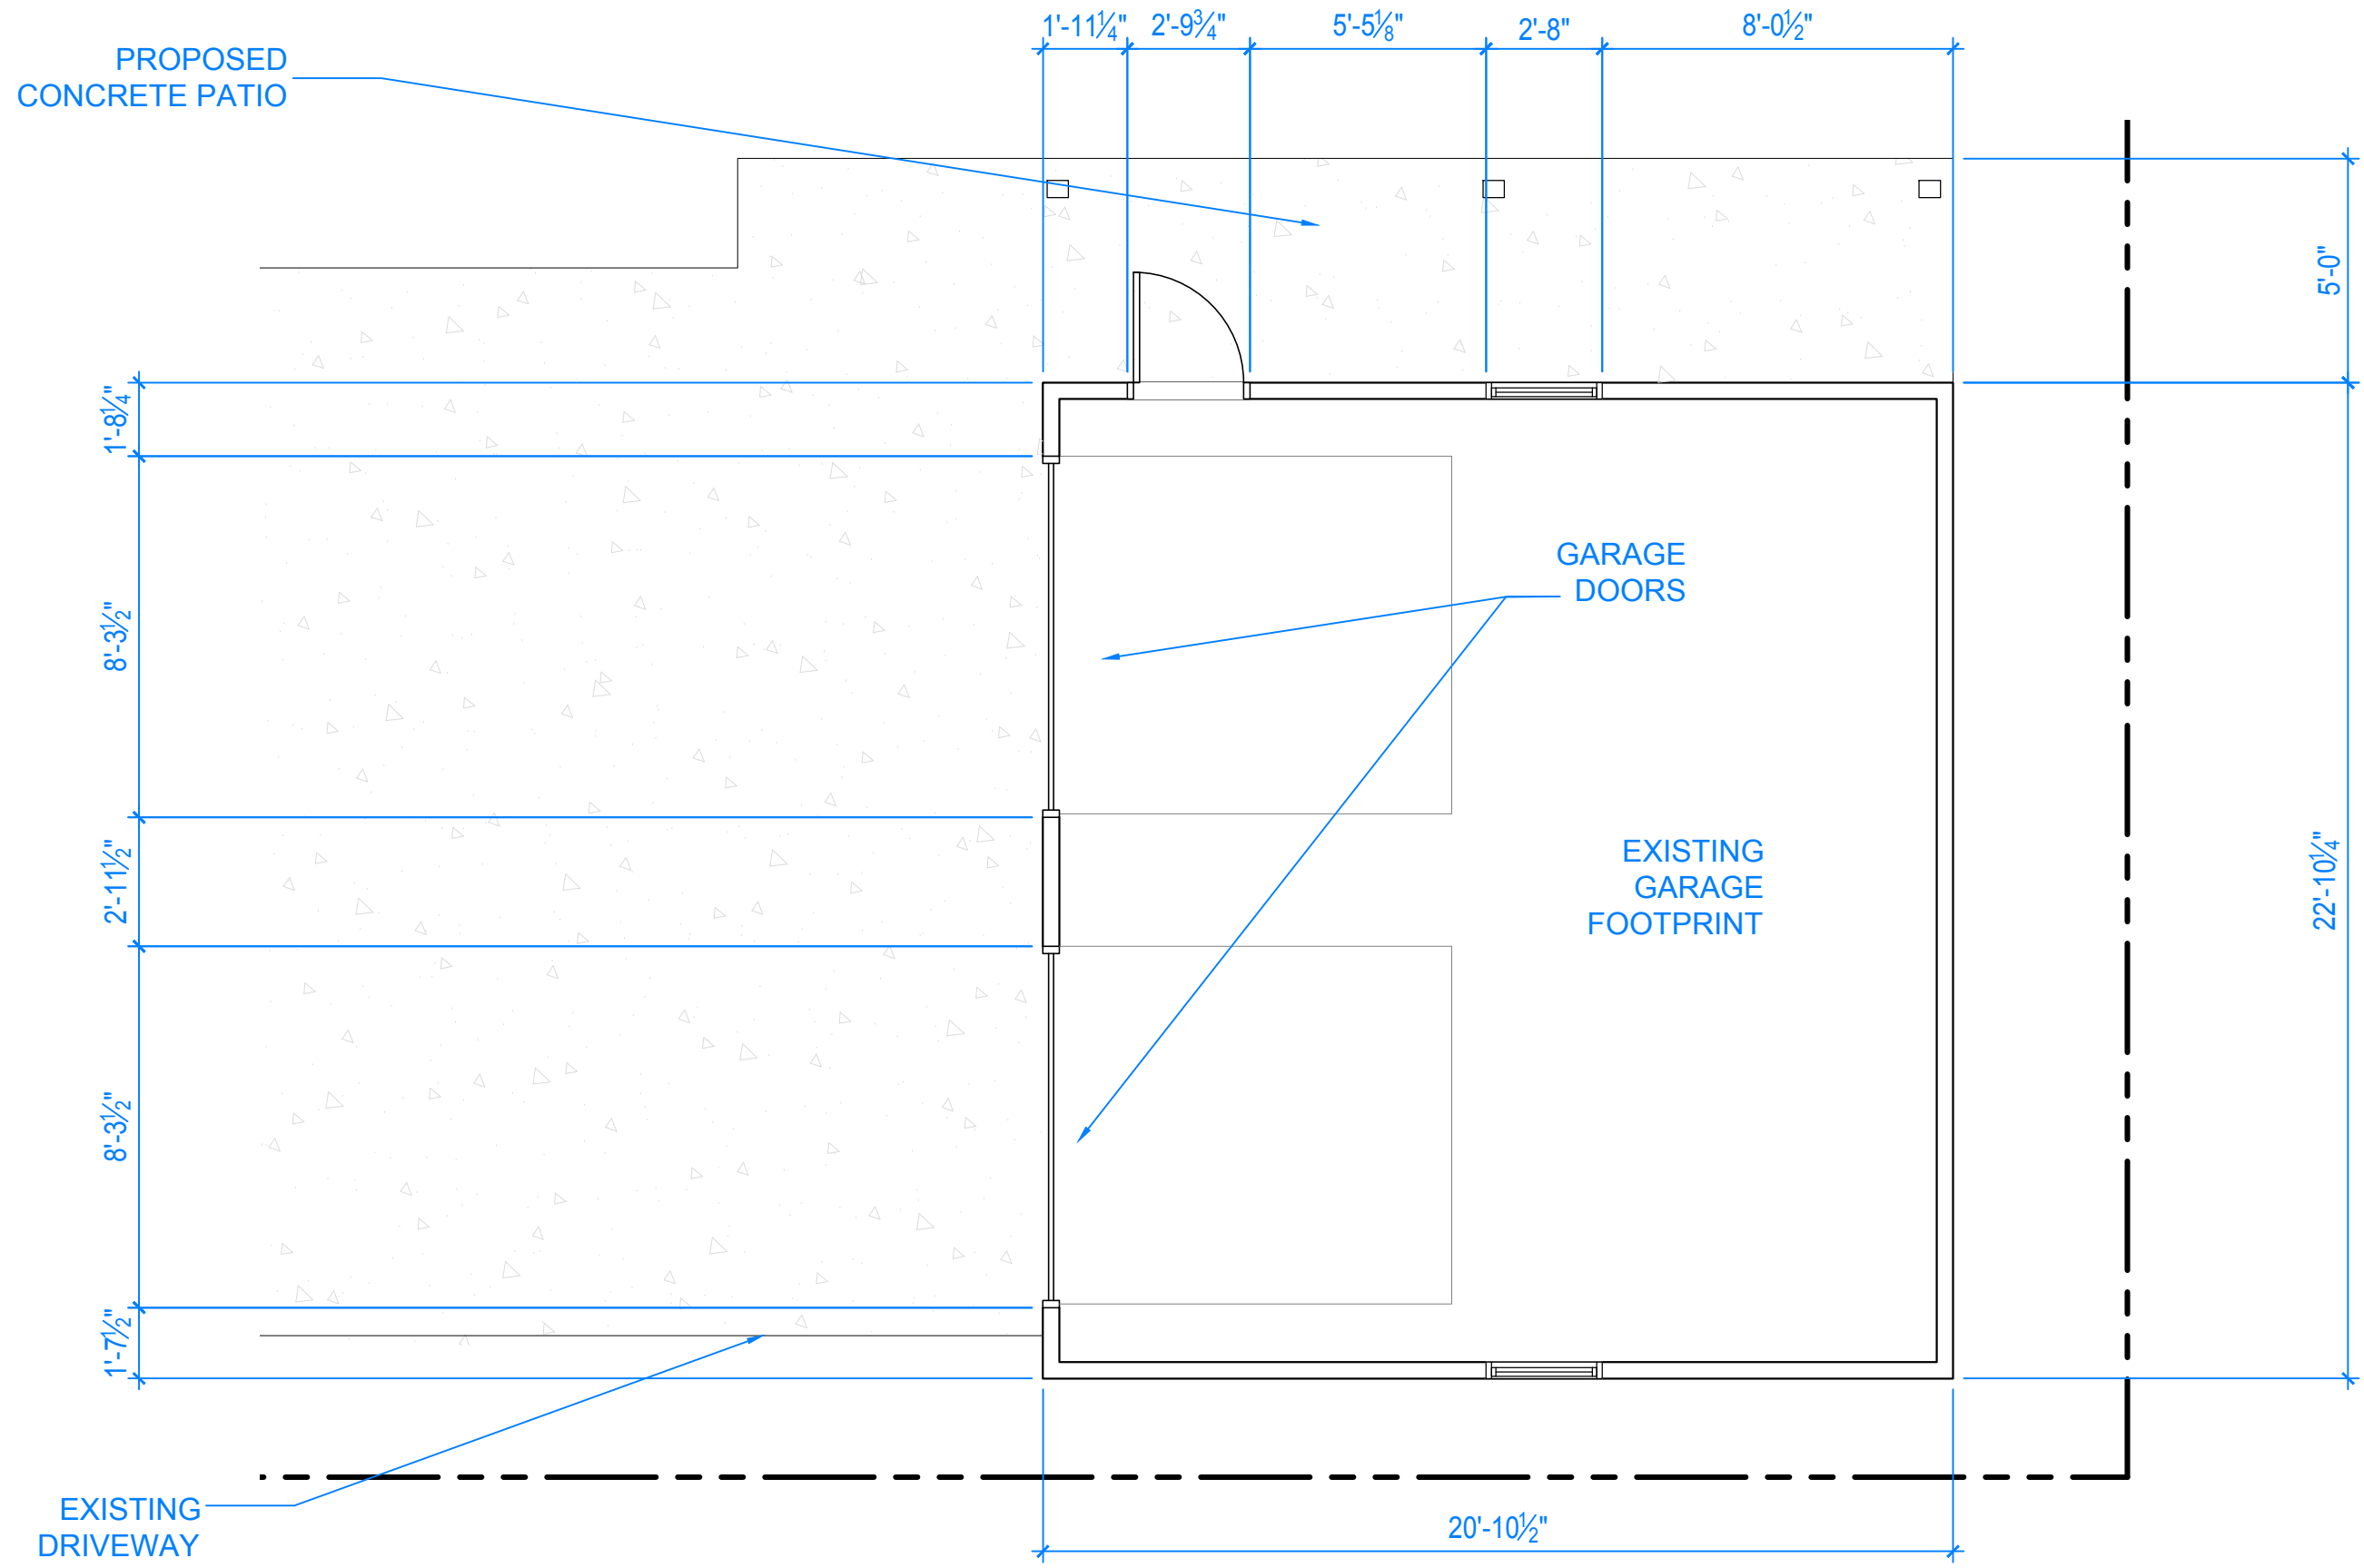 1'-11¼" 2'-9¾" 5'-5⅛" 2'-8" 8'-0½"
PROPOSED
CONCRETE PATIO
5'-0"
1'-8¼"
8'-3½"
GARAGE
DOORS
2'-11½"
EXISTING
GARAGE
FOOTPRINT
22'-10¼"
8'-3½"
1'-7½"
EXISTING
DRIVEWAY
20'-10½"